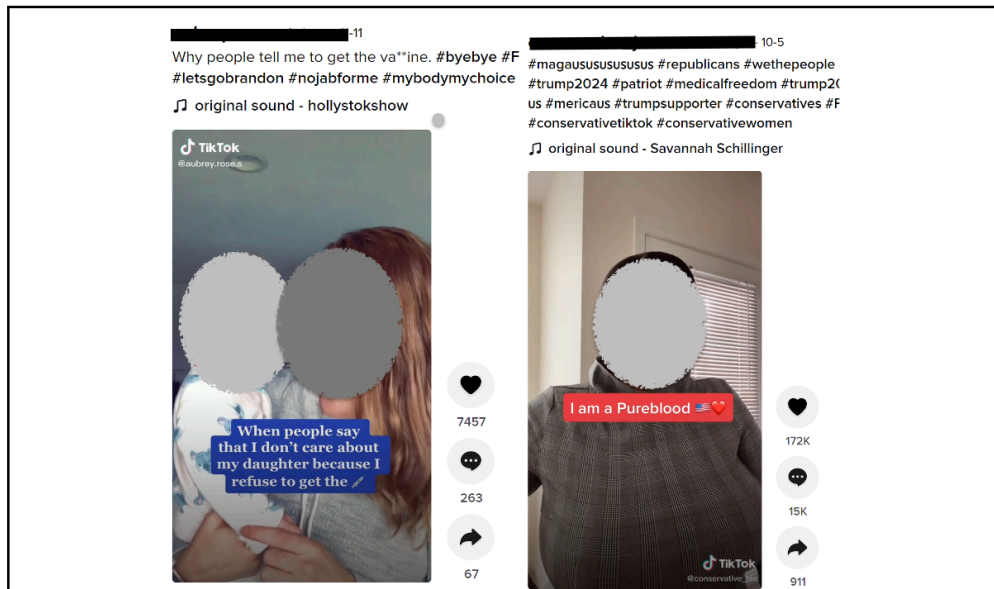 -11
Why people tell me to get the va**ine. #byebye #F
#letsgobrandon #nojabforme #mybodymychoice
original sound - hollystokshow
TikTok
@aubrey.rose.s
When people say
that I don't care about
my daughter because I
refuse to get the
7457
263
67
- 10-5
#magausususususus #republicans #wethepeople
#trump2024 #patriot #medicalfreedom #trump20
us #mericaus #trumpsupporter #conservatives #F
#conservativetiktok #conservativewomen
original sound - Savannah Schillinger
I am a Pureblood 🇺🇸❤️
TikTok
172K
15K
911